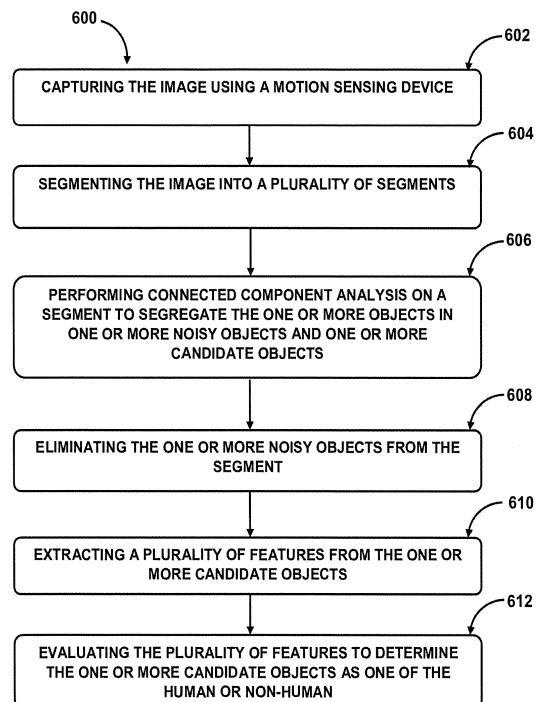 600
602
CAPTURING THE IMAGE USING A MOTION SENSING DEVICE
604
SEGMENTING THE IMAGE INTO A PLURALITY OF SEGMENTS
606
PERFORMING CONNECTED COMPONENT ANALYSIS ON A
SEGMENT TO SEGREGATE THE ONE OR MORE OBJECTS IN
ONE OR MORE NOISY OBJECTS AND ONE OR MORE
CANDIDATE OBJECTS
608
ELIMINATING THE ONE OR MORE NOISY OBJECTS FROM THE
SEGMENT
610
EXTRACTING A PLURALITY OF FEATURES FROM THE ONE OR
MORE CANDIDATE OBJECTS
612
EVALUATING THE PLURALITY OF FEATURES TO DETERMINE
THE ONE OR MORE CANDIDATE OBJECTS AS ONE OF THE
HUMAN OR NON-HUMAN